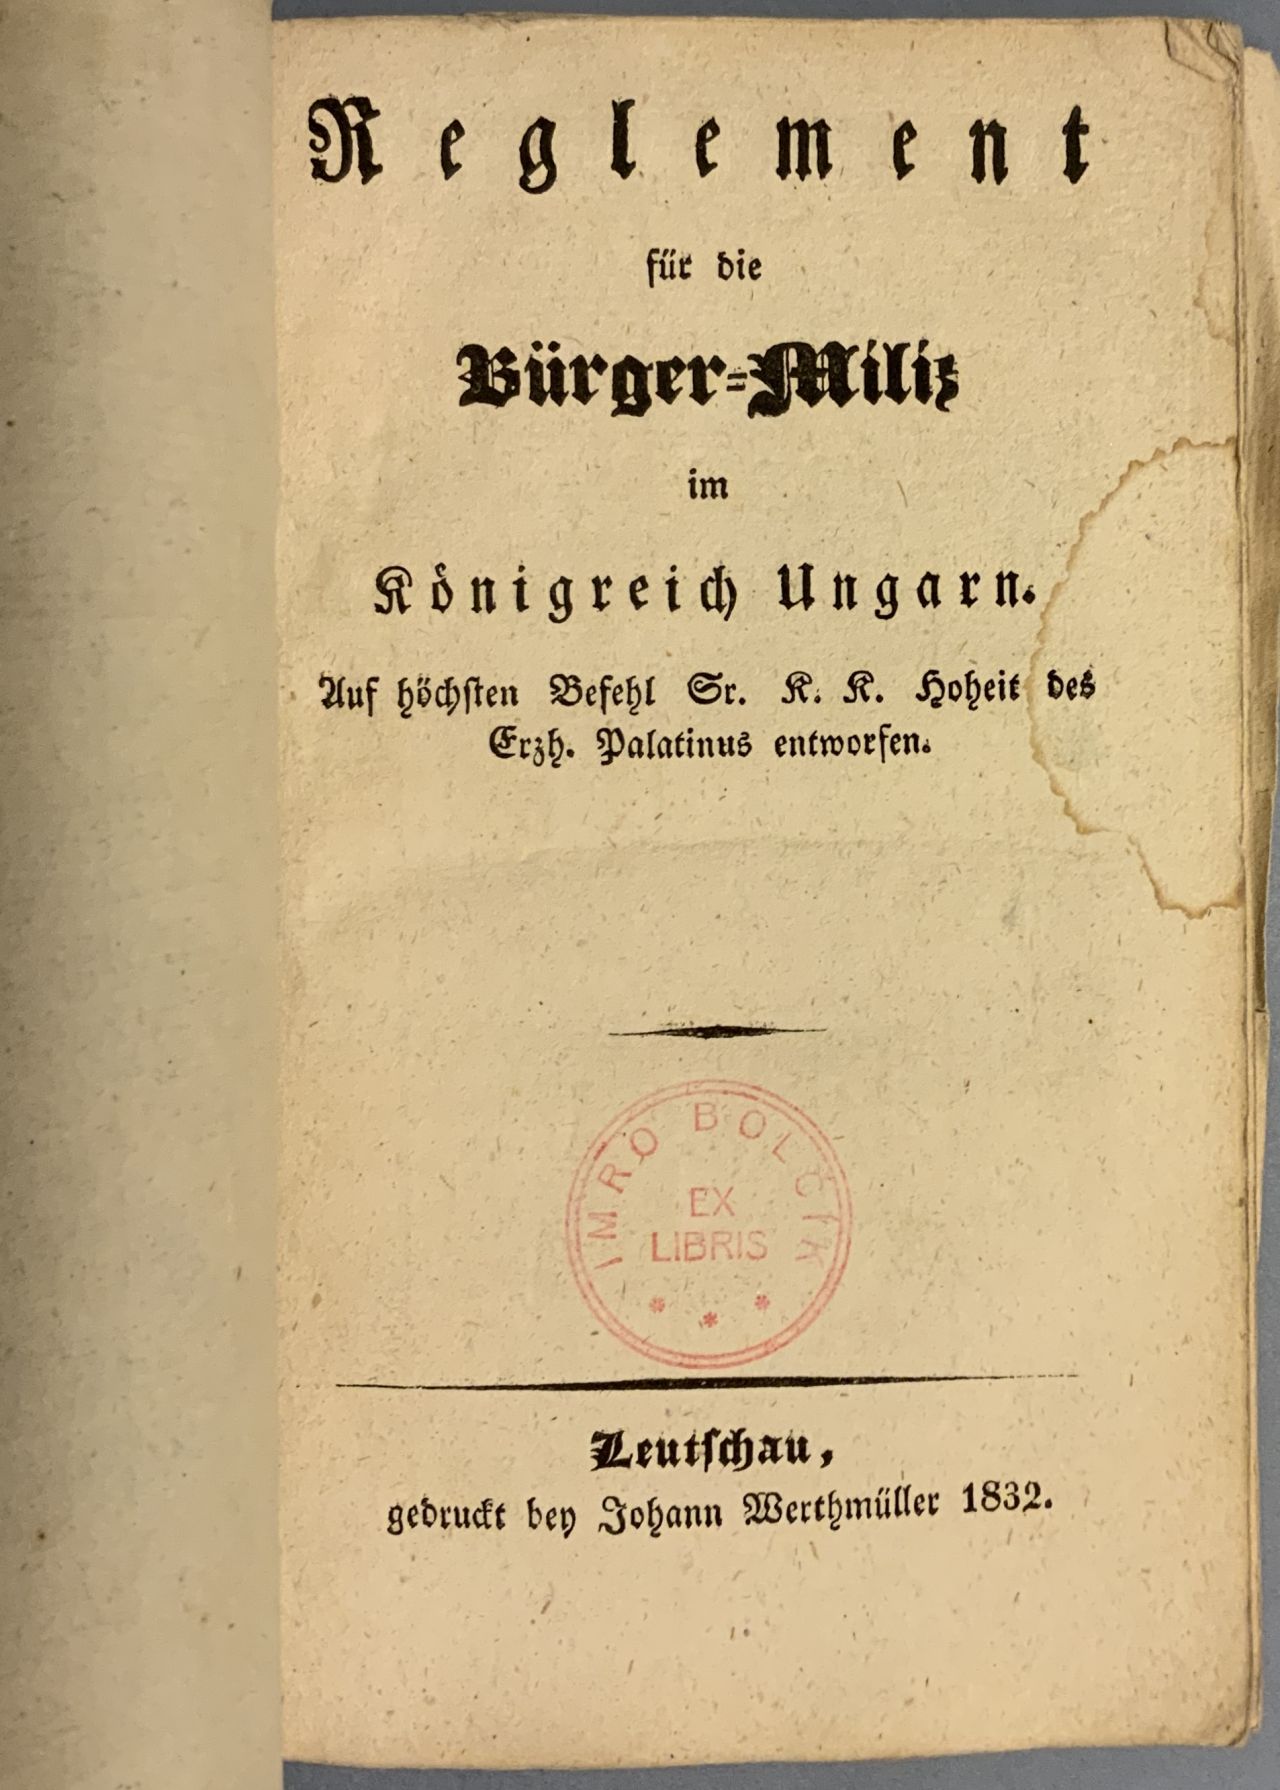 Reglement
für die
Bürger=Miliz
im
Königreich Ungarn.
Auf höchsten Befehl Sr. K. K. Hoheit des
Erzh. Palatinus entworfen.
IMRO BOLČIK
EX
LIBRIS
* * *
Leutschau,
gedruckt bey Johann Werthmüller 1832.